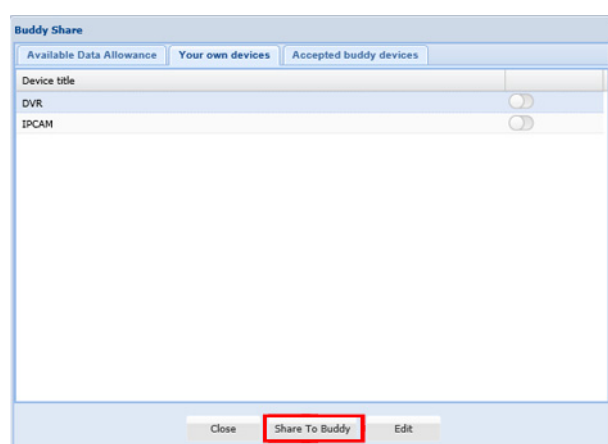 Buddy Share
Available Data Allowance Your own devices Accepted buddy devices
Device title
DVR
IPCAM
Close Share To Buddy Edit